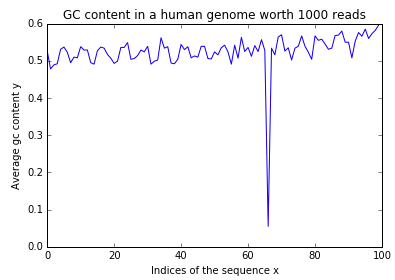 GC content in a human genome worth 1000 reads
0.6
0.5
0.4
0.3
0.2
0.1
0.0
Average gc content y
0 20 40 60 80 100
Indices of the sequence x